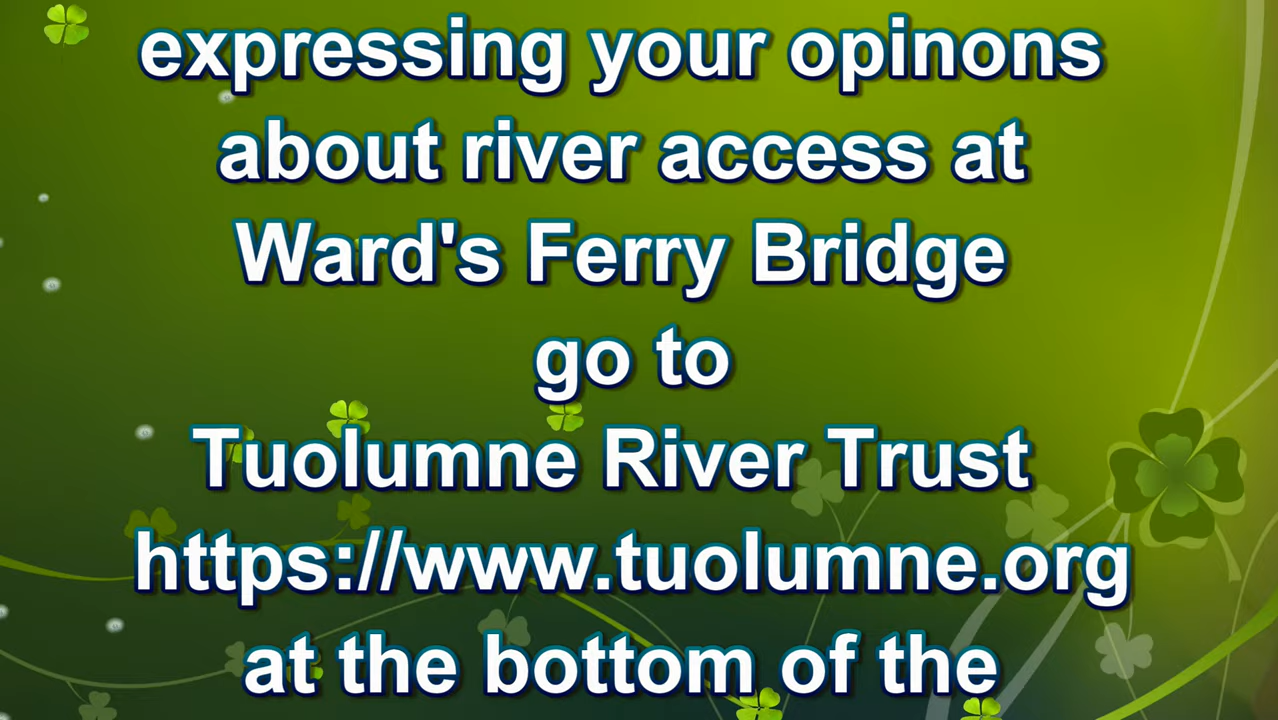 expressing your opinons
about river access at
Ward's Ferry Bridge
go to
Tuolumne River Trust
https://www.tuolumne.org
at the bottom of the